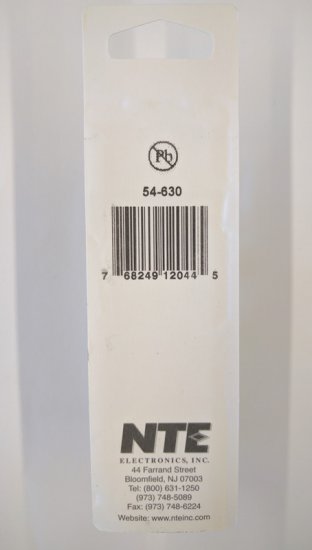 Pb
54-630
7 68249 12044 5
NTE
ELECTRONICS, INC.
44 Farrand Street
Bloomfield, NJ 07003
Tel: (800) 631-1250
(973) 748-5089
Fax: (973) 748-6224
Website: www.nteinc.com